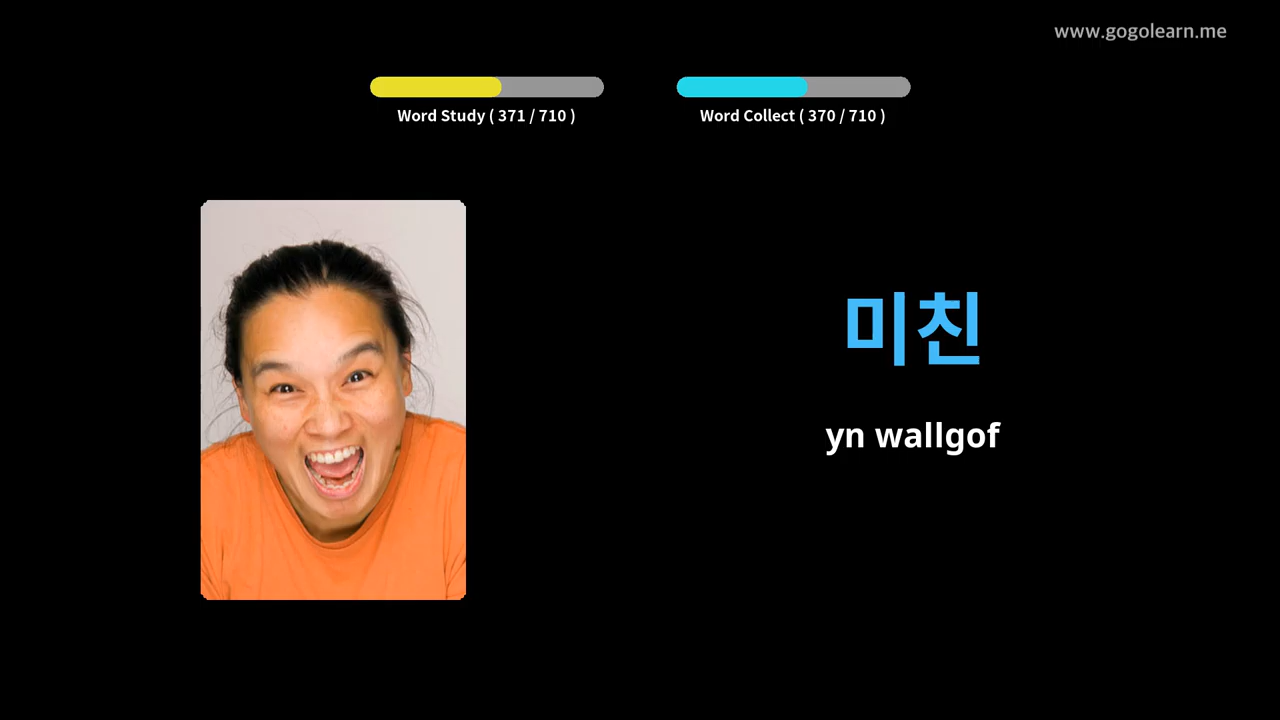 www.gogolearn.me
Word Study ( 371 / 710 )
Word Collect ( 370 / 710 )
미친
yn wallgof